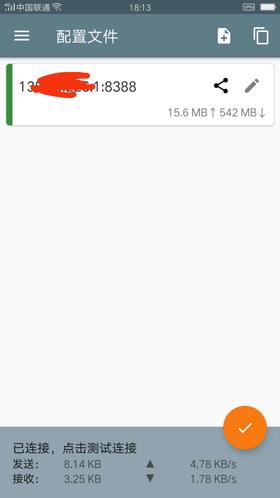 中国联通 18:13 VPN
配置文件
:8388
15.6 MB↑ 542 MB↓
已连接，点击测试连接
发送： 8.14 KB ▲ 4.78 KB/s
接收： 3.25 KB ▼ 1.78 KB/s